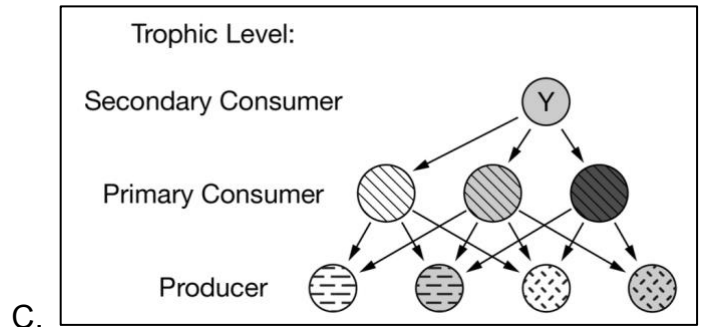 Trophic Level:
Secondary Consumer
Y
Primary Consumer
Producer
C.